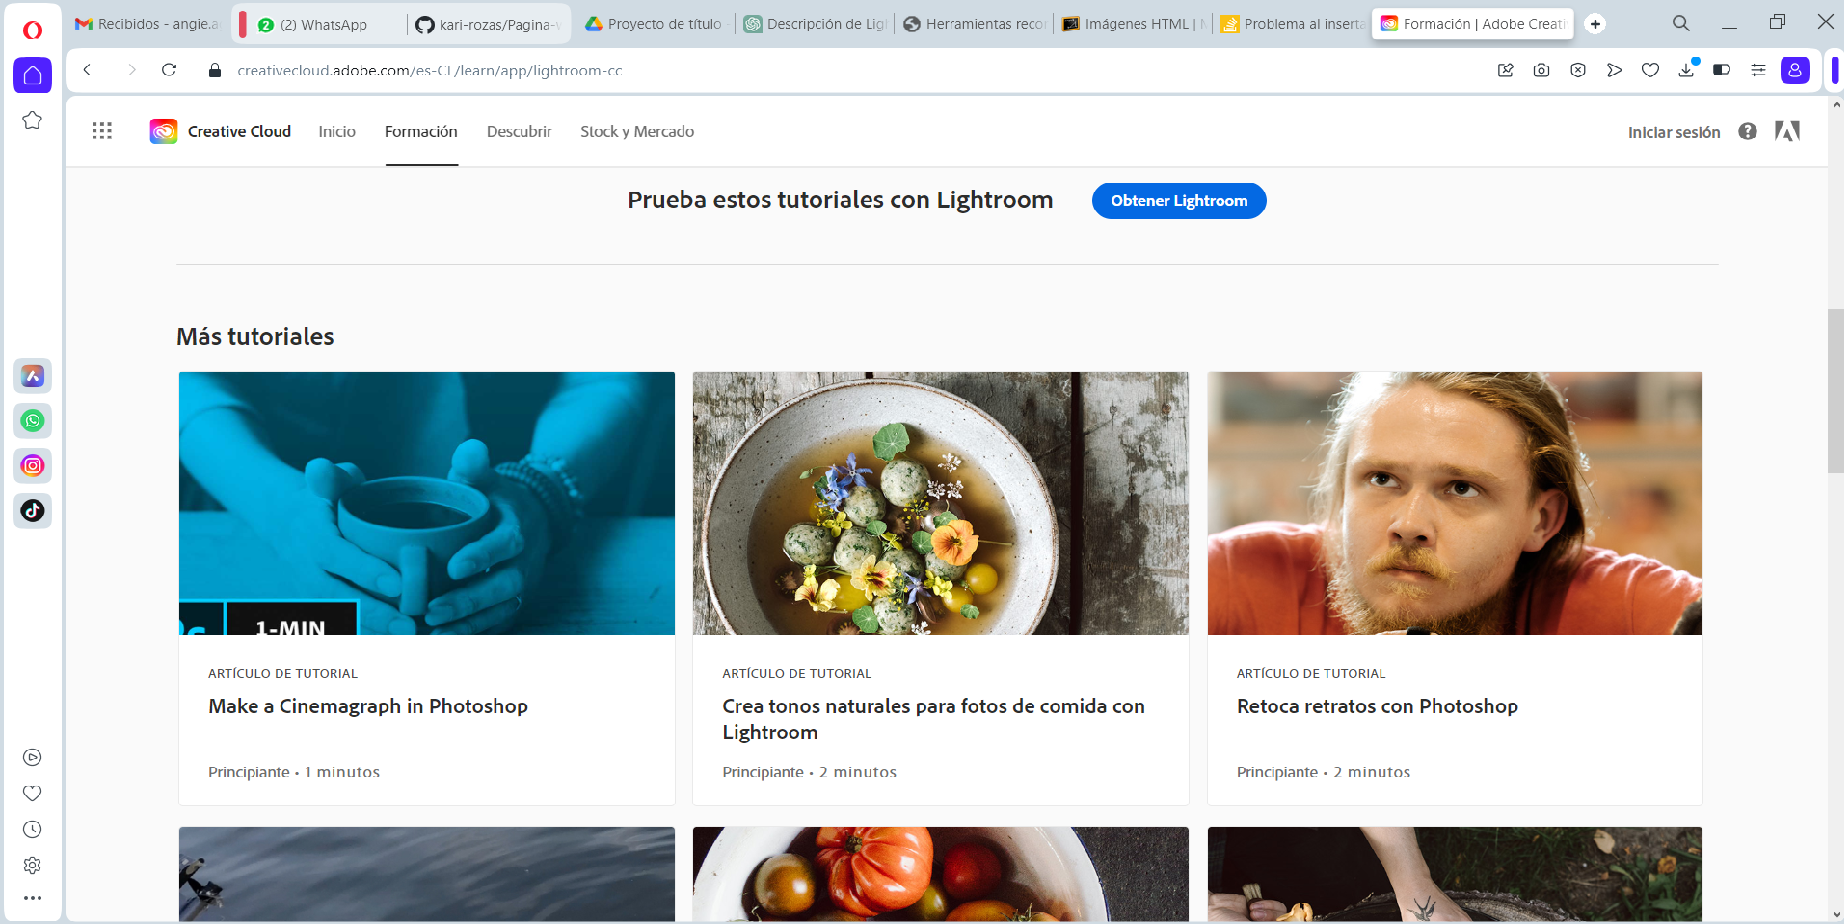 Recibidos - angie.a
(2) WhatsApp
kari-rozas/Pagina-w
Proyecto de título -
Descripción de Ligh
Herramientas recor
Imágenes HTML | M
Problema al inserta
Formación | Adobe Creati
creativecloud.adobe.com/es-CL/learn/app/lightroom-cc
Creative Cloud
Inicio
Formación
Descubrir
Stock y Mercado
Iniciar sesión
Prueba estos tutoriales con Lightroom
Obtener Lightroom
Más tutoriales
1-MIN
ARTÍCULO DE TUTORIAL
Make a Cinemagraph in Photoshop
Principiante • 1 minutos
ARTÍCULO DE TUTORIAL
Crea tonos naturales para fotos de comida con
Lightroom
Principiante • 2 minutos
ARTÍCULO DE TUTORIAL
Retoca retratos con Photoshop
Principiante • 2 minutos